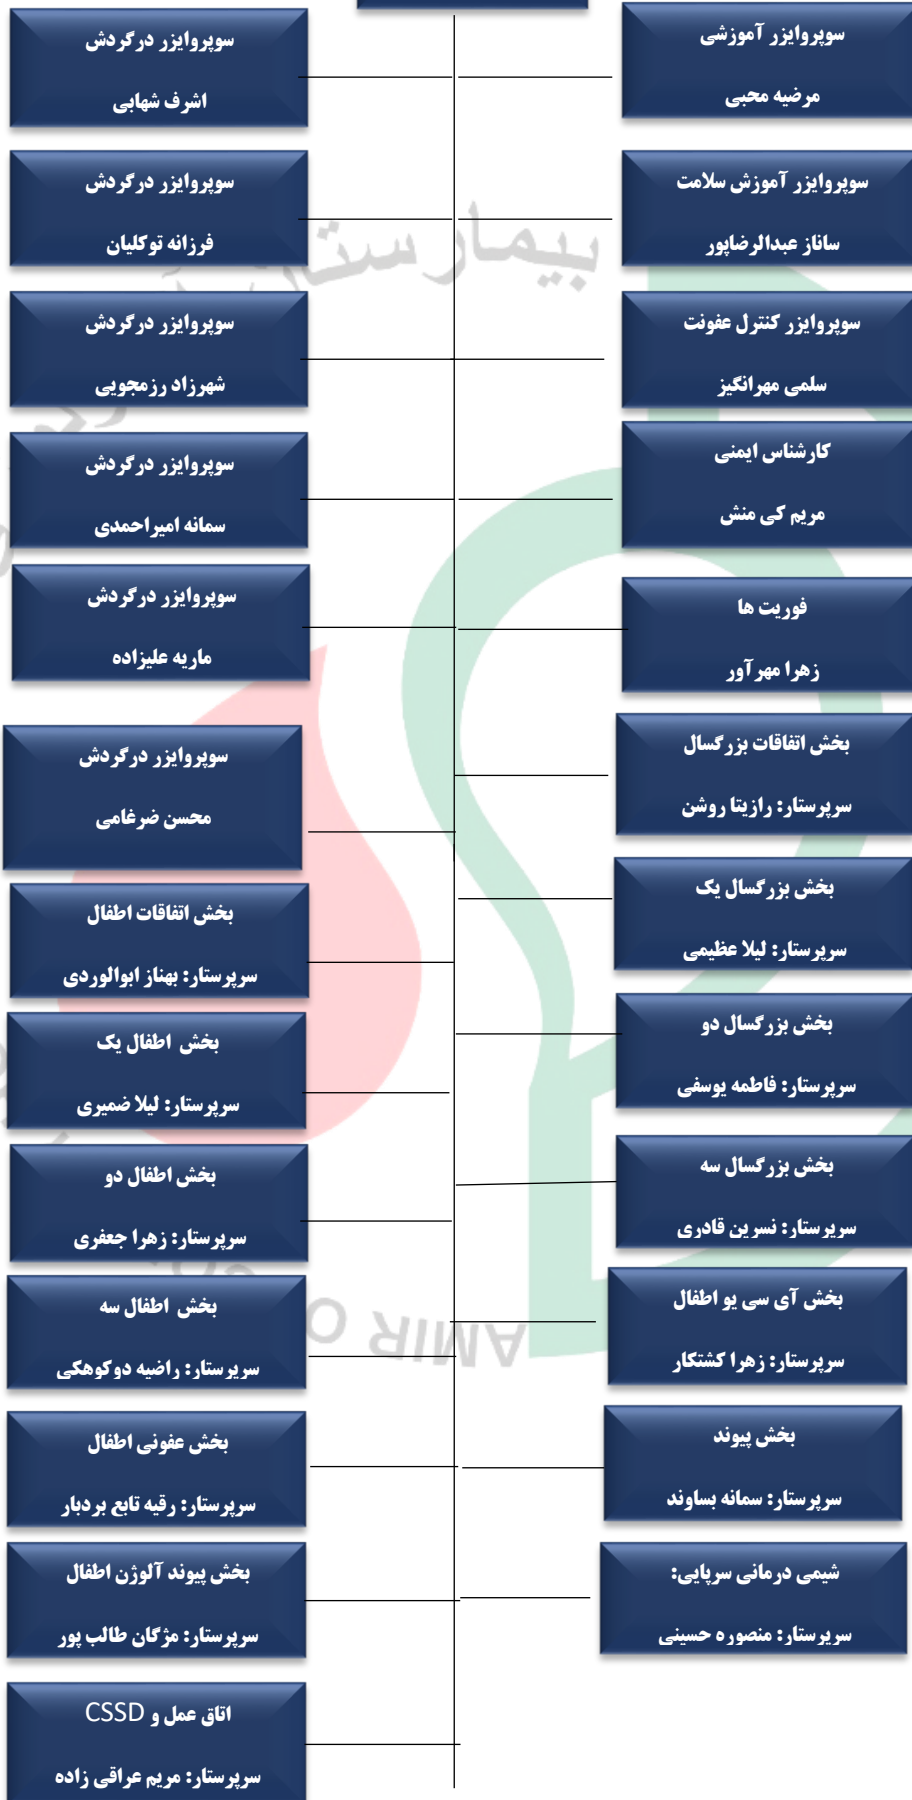 سوپروایزر آموزشی
مرضیه محبی
سوپروایزر درگردش
اشرف شهابی
سوپروایزر آموزش سلامت
ساناز عبدالرضاپور
سوپروایزر درگردش
فرزانه توکلیان
بیمارستان
سوپروایزر کنترل عفونت
سلمی مهرانگیز
سوپروایزر درگردش
شهرزاد رزمجویی
کارشناس ایمنی
مریم کی منش
سوپروایزر درگردش
سمانه امیراحمدی
فوریت ها
زهرا مهرآور
سوپروایزر درگردش
ماریه علیزاده
بخش اتفاقات بزرگسال
سرپرستار: رازیتا روشن
سوپروایزر درگردش
محسن ضرغامی
بخش بزرگسال یک
سرپرستار: لیلا عظیمی
بخش اتفاقات اطفال
سرپرستار: بهناز ابوالوردی
بخش بزرگسال دو
سرپرستار: فاطمه یوسفی
بخش اطفال یک
سرپرستار: لیلا ضمیری
بخش بزرگسال سه
سرپرستار: نسرین قادری
بخش اطفال دو
سرپرستار: زهرا جعفری
بخش آی سی یو اطفال
سرپرستار: زهرا کشتکار
بخش اطفال سه
سرپرستار: راضیه دوکوهکی
AMIR
بخش پیوند
سرپرستار: سمانه بساوند
بخش عفونی اطفال
سرپرستار: رقیه تابع بردبار
شیمی درمانی سرپایی:
سرپرستار: منصوره حسینی
بخش پیوند آلوژن اطفال
سرپرستار: مژگان طالب پور
اتاق عمل و CSSD
سرپرستار: مریم عراقی زاده